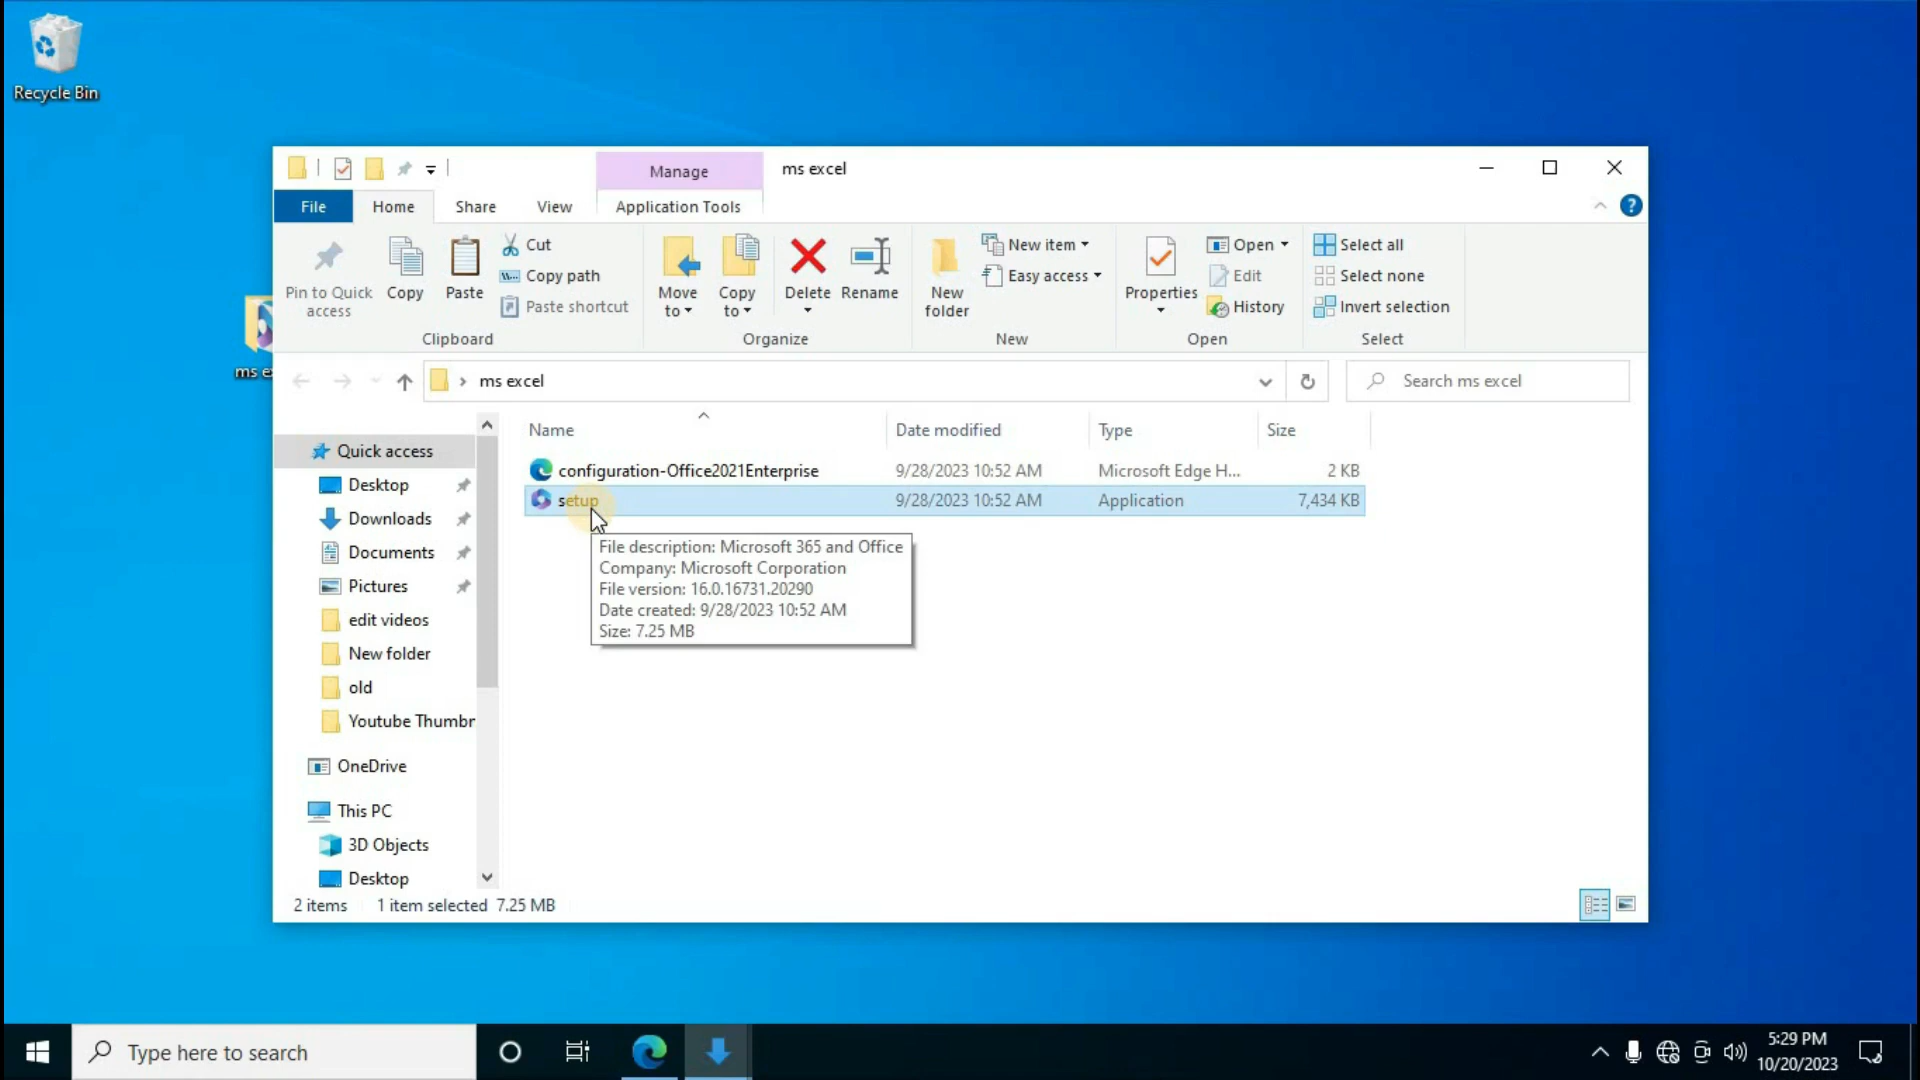 Recycle Bin
ms e
Manage
ms excel
File
Home
Share
View
Application Tools
Pin to Quick access
Copy
Paste
Cut
Copy path
Paste shortcut
Clipboard
Move to
Copy to
Delete
Rename
Organize
New folder
New item
Easy access
New
Properties
Open
Edit
History
Open
Select all
Select none
Invert selection
Select
ms excel
Search ms excel
Name
Date modified
Type
Size
configuration-Office2021Enterprise 9/28/2023 10:52 AM Microsoft Edge H... 2 KB
setup 9/28/2023 10:52 AM Application 7,434 KB
File description: Microsoft 365 and Office
Company: Microsoft Corporation
File version: 16.0.16731.20290
Date created: 9/28/2023 10:52 AM
Size: 7.25 MB
Quick access
Desktop
Downloads
Documents
Pictures
edit videos
New folder
old
Youtube Thumbr
OneDrive
This PC
3D Objects
Desktop
2 items 1 item selected 7.25 MB
Type here to search
5:29 PM
10/20/2023